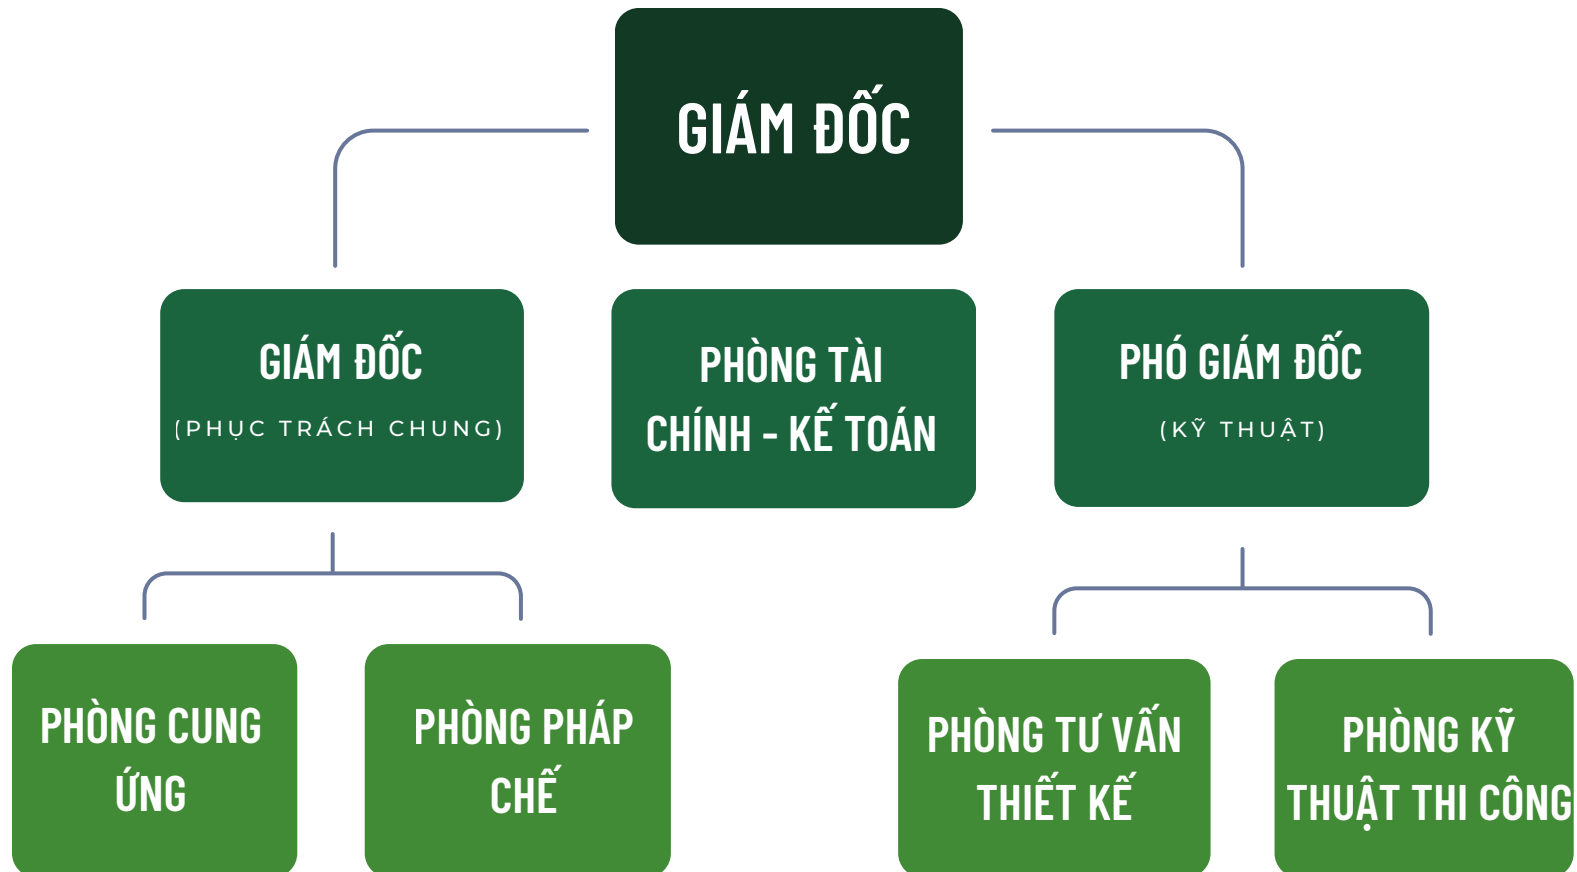 GIÁM ĐỐC
GIÁM ĐỐC
(PHỤC TRÁCH CHUNG)
PHÒNG TÀI
CHÍNH - KẾ TOÁN
PHÓ GIÁM ĐỐC
(KỸ THUẬT)
PHÒNG CUNG
ỨNG
PHÒNG PHÁP
CHẾ
PHÒNG TƯ VẤN
THIẾT KẾ
PHÒNG KỸ
THUẬT THI CÔNG